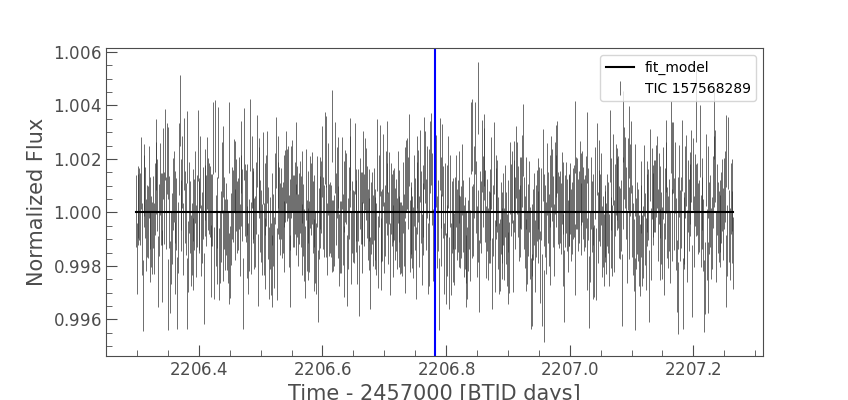 1.006
1.004
1.002
1.000
0.998
0.996
Normalized Flux
fit_model
TIC 157568289
2206.4 2206.6 2206.8 2207.0 2207.2
Time - 2457000 [BTJD days]